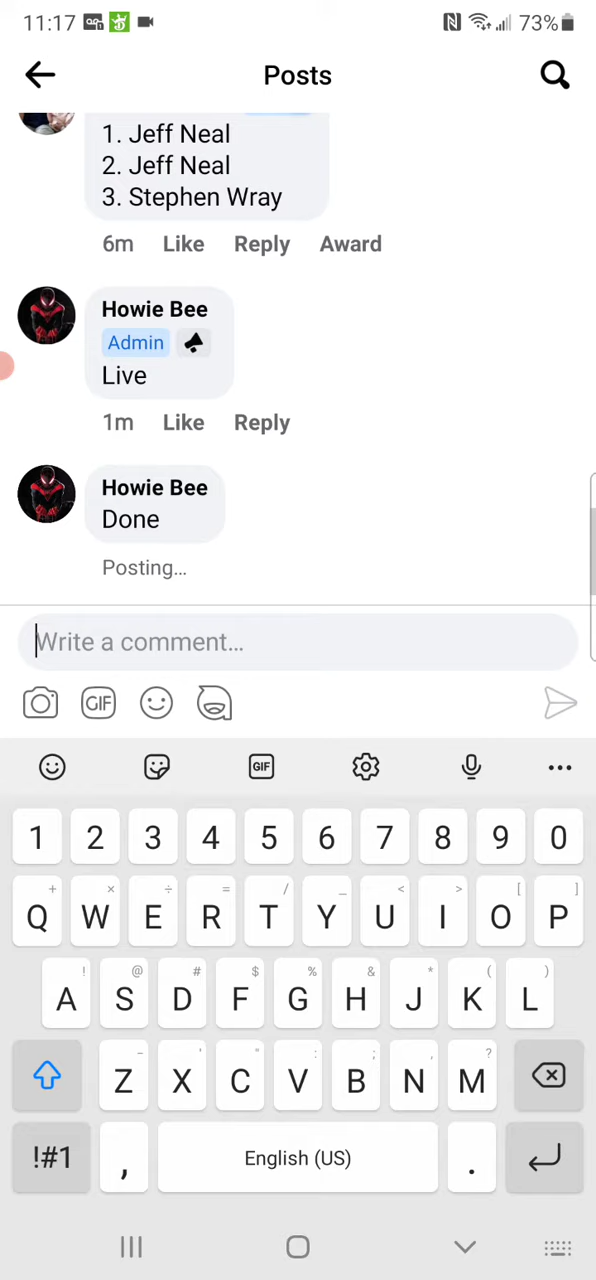 11:17 73%
Posts
1. Jeff Neal
2. Jeff Neal
3. Stephen Wray
6m Like Reply Award
Howie Bee
Admin
Live
1m Like Reply
Howie Bee
Done
Posting...
Write a comment...
GIF
GIF
1 2 3 4 5 6 7 8 9 0
+ × ÷ = / _ < > [ ]
Q W E R T Y U I O P
! @ # $ % & * ( )
A S D F G H J K L
- ' " : ; , ?
Z X C V B N M
!#1 , English (US) .